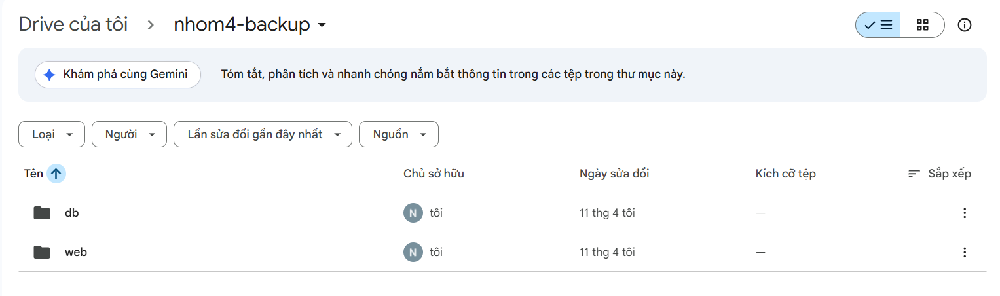 Drive của tôi > nhom4-backup
Khám phá cùng Gemini Tóm tắt, phân tích và nhanh chóng nắm bắt thông tin trong các tệp trong thư mục này.
Loại Người Lần sửa đổi gần đây nhất Nguồn
Tên Chủ sở hữu Ngày sửa đổi Kích cỡ tệp Sắp xếp
db N tôi 11 thg 4 tôi —
web N tôi 11 thg 4 tôi —